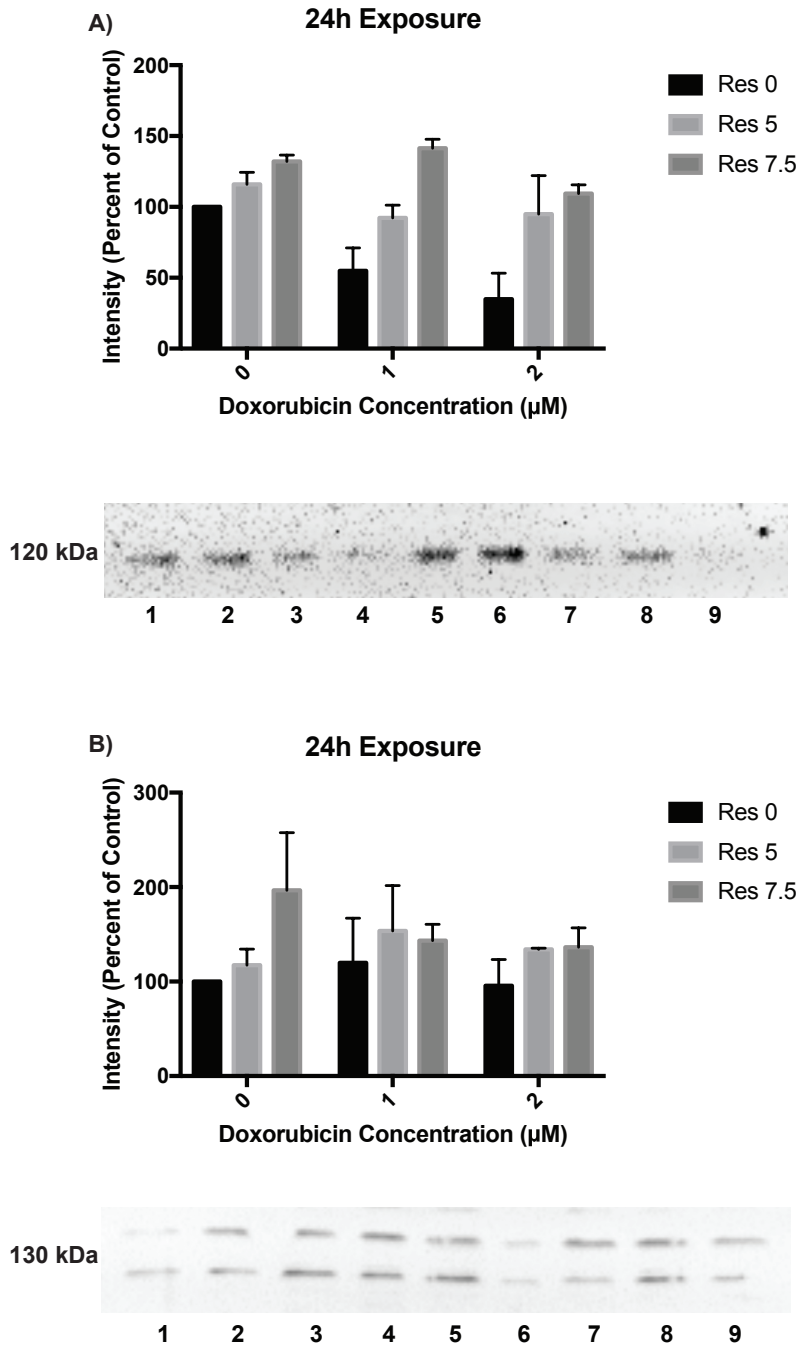 A)
24h Exposure
Intensity (Percent of Control)
200
150
100
50
0
0
1
2
Doxorubicin Concentration (µM)
Res 0
Res 5
Res 7.5
120 kDa
1 2 3 4 5 6 7 8 9
B)
24h Exposure
Intensity (Percent of Control)
300
200
100
0
0
1
2
Doxorubicin Concentration (µM)
Res 0
Res 5
Res 7.5
130 kDa
1 2 3 4 5 6 7 8 9